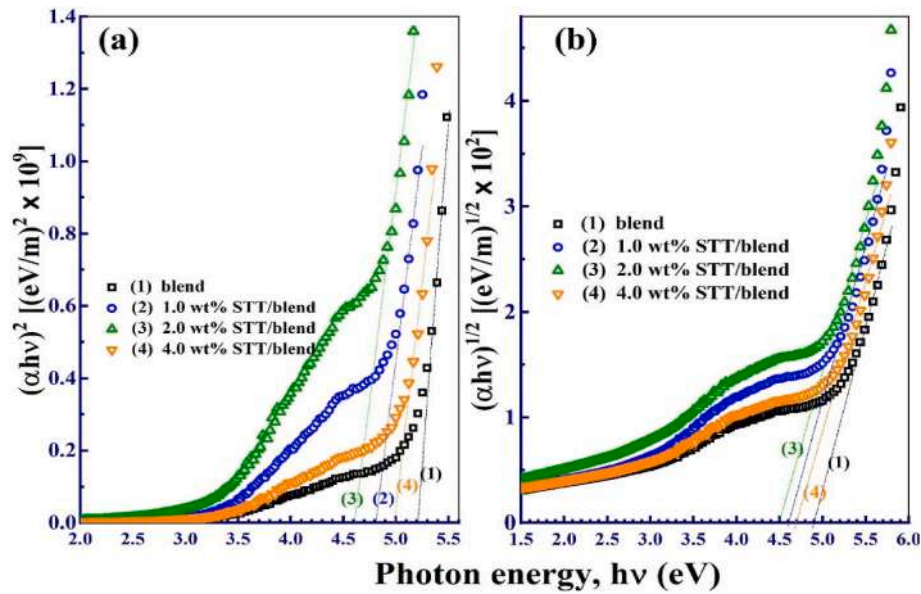 (a)
(αhν)² [(eV/m)² x 10⁹]
1.4
1.2
1.0
0.8
0.6
0.4
0.2
0.0
(1) blend
(2) 1.0 wt% STT/blend
(3) 2.0 wt% STT/blend
(4) 4.0 wt% STT/blend
(3)
(2)
(4)
(1)
2.0 2.5 3.0 3.5 4.0 4.5 5.0 5.5
(b)
(αhν)¹/² [(eV/m)¹/² x 10²]
4
3
2
1
0
(1) blend
(2) 1.0 wt% STT/blend
(3) 2.0 wt% STT/blend
(4) 4.0 wt% STT/blend
(3)
(4)
(1)
1.5 2.0 2.5 3.0 3.5 4.0 4.5 5.0 5.5 6.0
Photon energy, hν (eV)